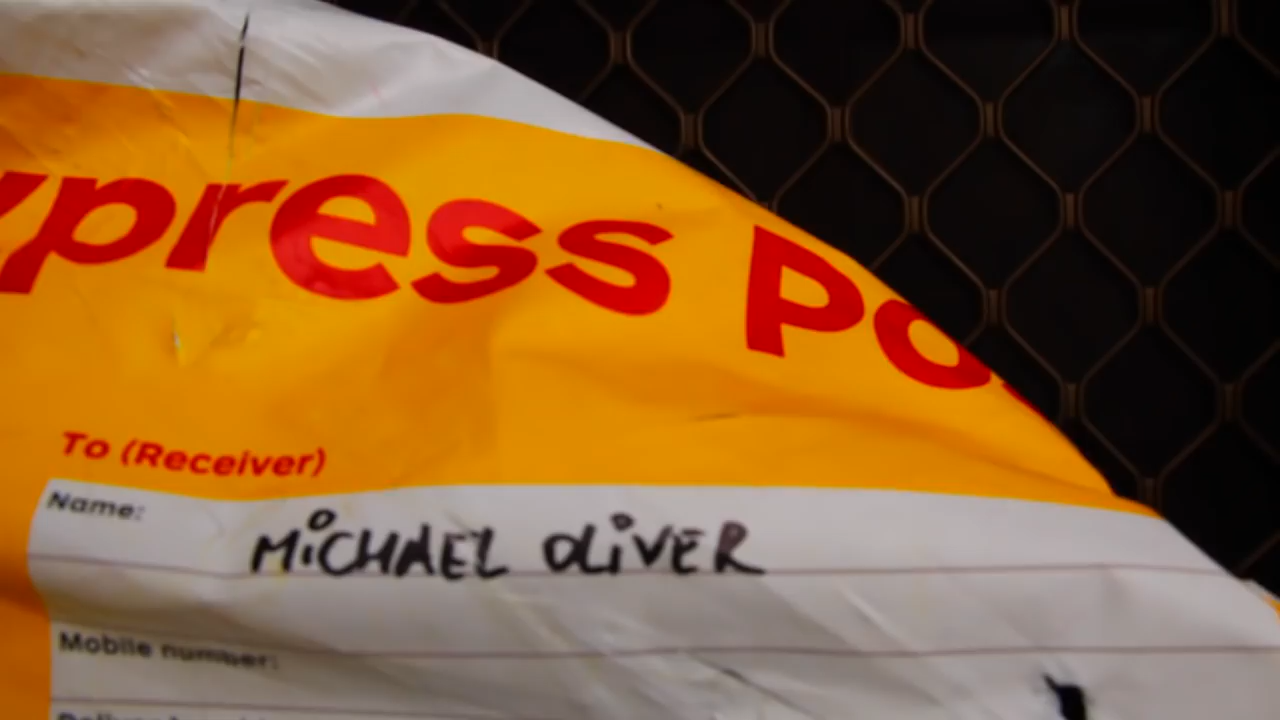 xpress Po
To (Receiver)
Name: MiCHAEL OLiVER
Mobile number: